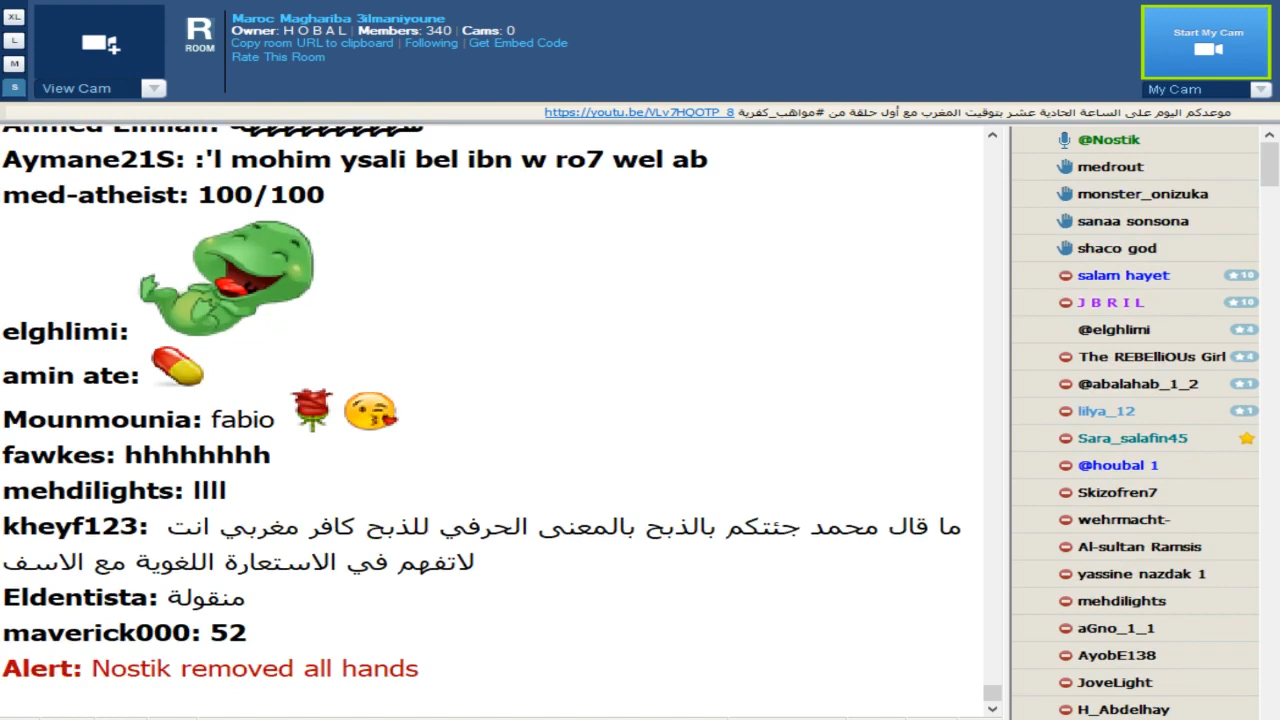 XL
L
M
S
View Cam
R
ROOM
Maroc Maghariba 3ilmaniyoune
Owner: H O B A L | Members: 340 | Cams: 0
Copy room URL to clipboard | Following | Get Embed Code
Rate This Room
Start My Cam
My Cam
موعدكم اليوم على الساعة الحادية عشر بتوقيت المغرب مع أول حلقة من #مواهب_كفرية https://youtu.be/VLv7HQOTP_8
Aymane21S: :'l mohim ysali bel ibn w ro7 wel ab
med-atheist: 100/100
elghlimi:
amin ate:
Mounmounia: fabio
fawkes: hhhhhhhh
mehdilights: llll
kheyf123: ما قال محمد جئتكم بالذبح بالمعنى الحرفي للذبح كافر مغربي انت
لاتفهم في الاستعارة اللغوية مع الاسف
Eldentista: منقولة
maverick000: 52
Alert: Nostik removed all hands
@Nostik
medrout
monster_onizuka
sanaa sonsona
shaco god
salam hayet 10
J B R I L 10
@elghlimi 4
The REBElliOUs Girl 4
@abalahab_1_2 1
lilya_12 1
Sara_salafin45
@houbal 1
Skizofren7
wehrmacht-
Al-sultan Ramsis
yassine nazdak 1
mehdilights
aGno_1_1
AyobE138
JoveLight
H_Abdelhay